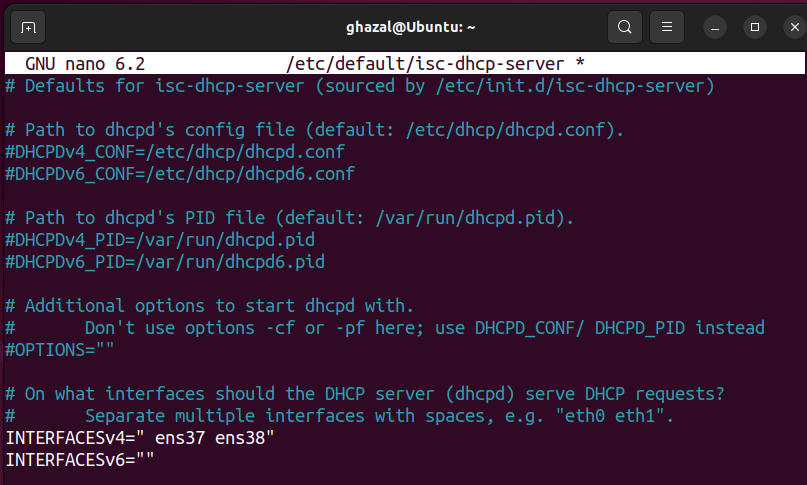 ghazal@Ubuntu: ~
GNU nano 6.2 /etc/default/isc-dhcp-server *
# Defaults for isc-dhcp-server (sourced by /etc/init.d/isc-dhcp-server)
# Path to dhcpd's config file (default: /etc/dhcp/dhcpd.conf).
#DHCPDv4_CONF=/etc/dhcp/dhcpd.conf
#DHCPDv6_CONF=/etc/dhcp/dhcpd6.conf
# Path to dhcpd's PID file (default: /var/run/dhcpd.pid).
#DHCPDv4_PID=/var/run/dhcpd.pid
#DHCPDv6_PID=/var/run/dhcpd6.pid
# Additional options to start dhcpd with.
#       Don't use options -cf or -pf here; use DHCPD_CONF/ DHCPD_PID instead
#OPTIONS=""
# On what interfaces should the DHCP server (dhcpd) serve DHCP requests?
#       Separate multiple interfaces with spaces, e.g. "eth0 eth1".
INTERFACESv4=" ens37 ens38"
INTERFACESv6=""